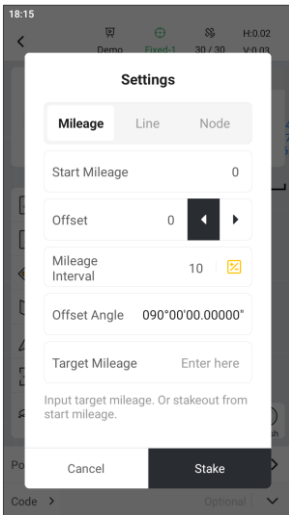 18:15
H:0.02
Demo Fixed-1 30 / 30 V:0.03
Settings
Mileage Line Node
Start Mileage 0
Offset 0
Mileage
Interval
10
Offset Angle 090°00'00.00000"
Target Mileage Enter here
Input target mileage. Or stakeout from
start mileage.
Cancel Stake
Code > Optional